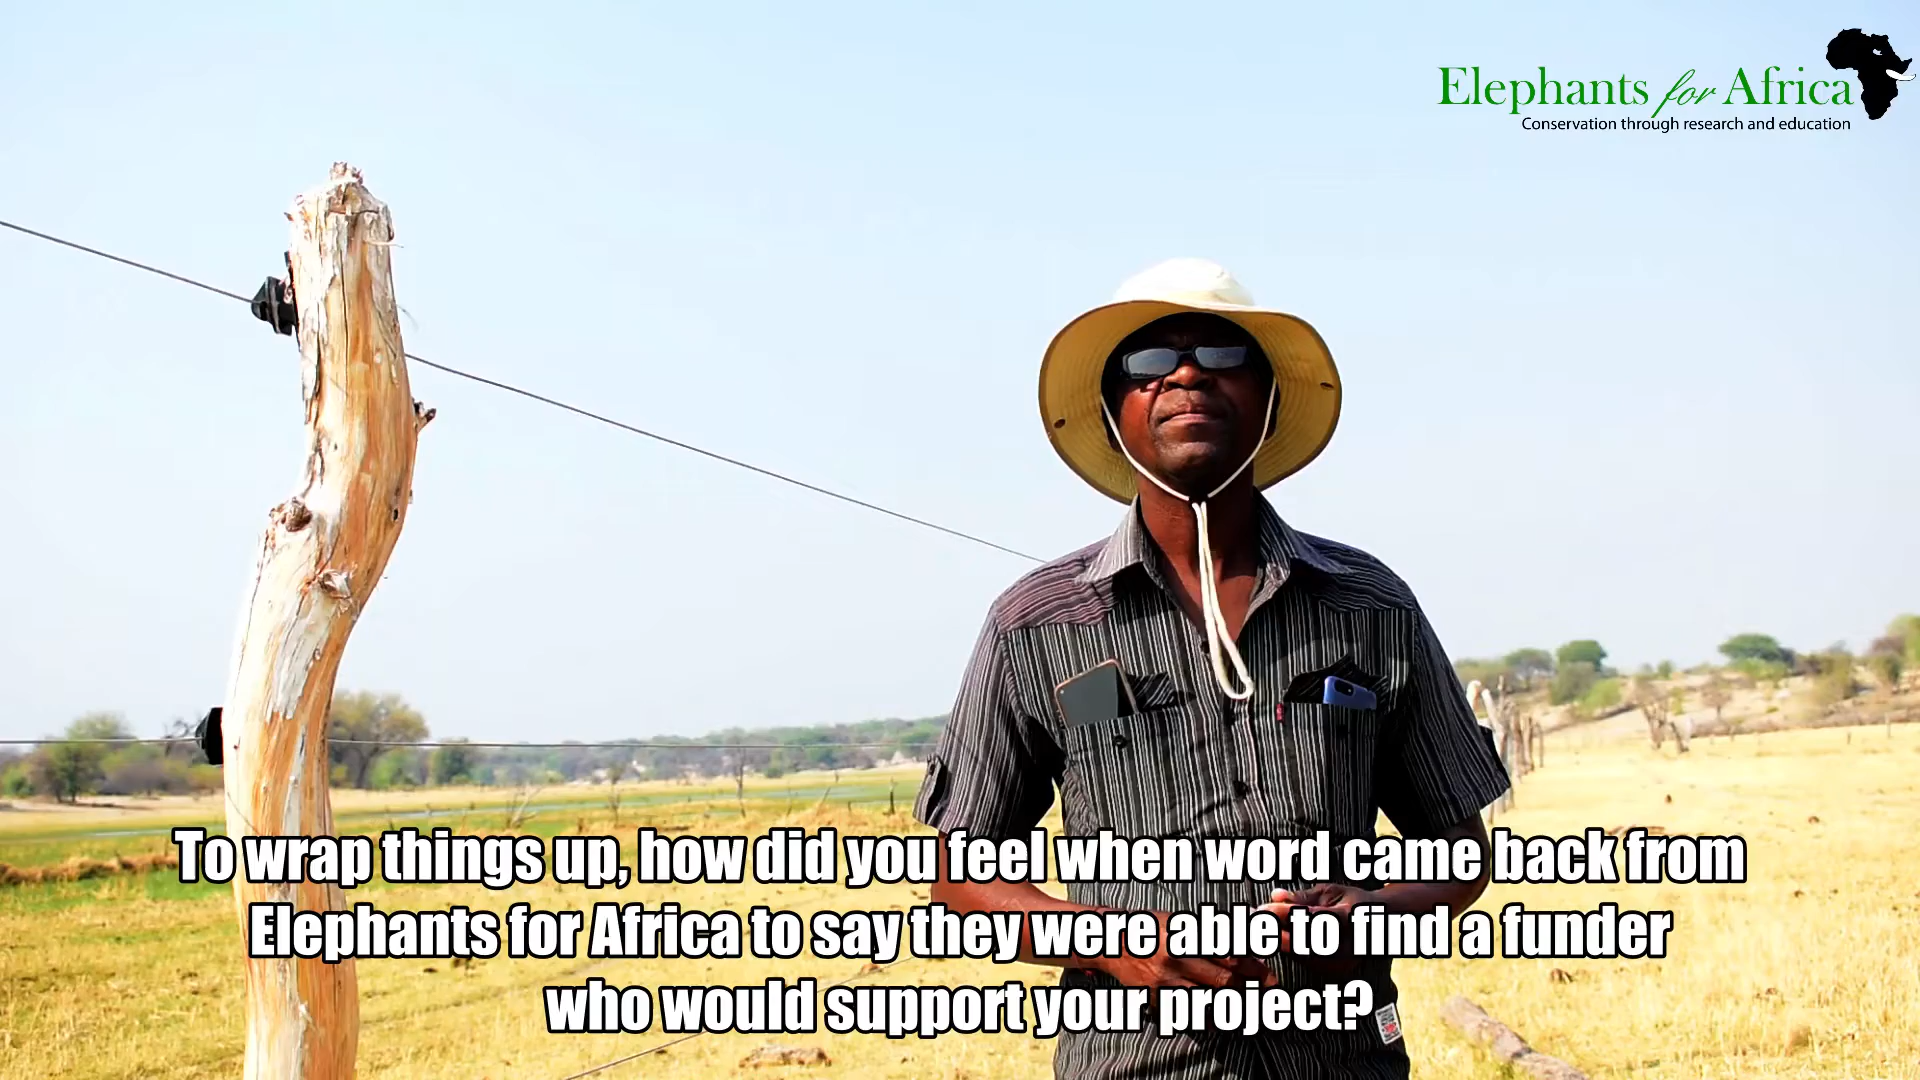 Elephants for Africa
Conservation through research and education
To wrap things up, how did you feel when word came back from
Elephants for Africa to say they were able to find a funder
who would support your project?